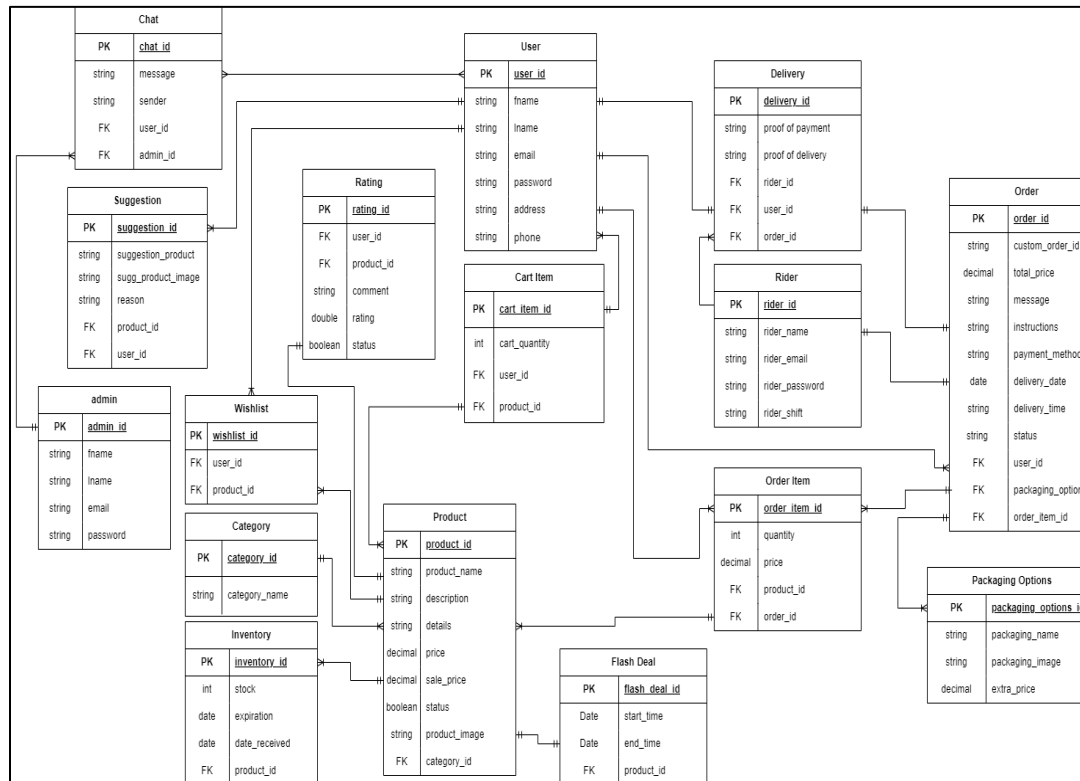 Chat
PK chat_id
string message
string sender
FK user_id
FK admin_id
User
PK user_id
string fname
string lname
string email
string password
string address
string phone
Delivery
PK delivery_id
string proof of payment
string proof of delivery
FK rider_id
FK user_id
FK order_id
Order
PK order_id
string custom_order_id
decimal total_price
string message
string instructions
string payment_method
date delivery_date
string delivery_time
string status
FK user_id
FK packaging_option
FK order_item_id
Suggestion
PK suggestion_id
string suggestion_product
string sugg_product_image
string reason
FK product_id
FK user_id
Rating
PK rating_id
FK user_id
FK product_id
string comment
double rating
boolean status
Cart Item
PK cart_item_id
int cart_quantity
FK user_id
FK product_id
Rider
PK rider_id
string rider_name
string rider_email
string rider_password
string rider_shift
admin
PK admin_id
string fname
string lname
string email
string password
Wishlist
PK wishlist_id
FK user_id
FK product_id
Category
PK category_id
string category_name
Inventory
PK inventory_id
int stock
date expiration
date date_received
FK product_id
Product
PK product_id
string product_name
string description
string details
decimal price
decimal sale_price
boolean status
string product_image
FK category_id
Order Item
PK order_item_id
int quantity
decimal price
FK product_id
FK order_id
Packaging Options
PK packaging_options_id
string packaging_name
string packaging_image
decimal extra_price
Flash Deal
PK flash_deal_id
Date start_time
Date end_time
FK product_id